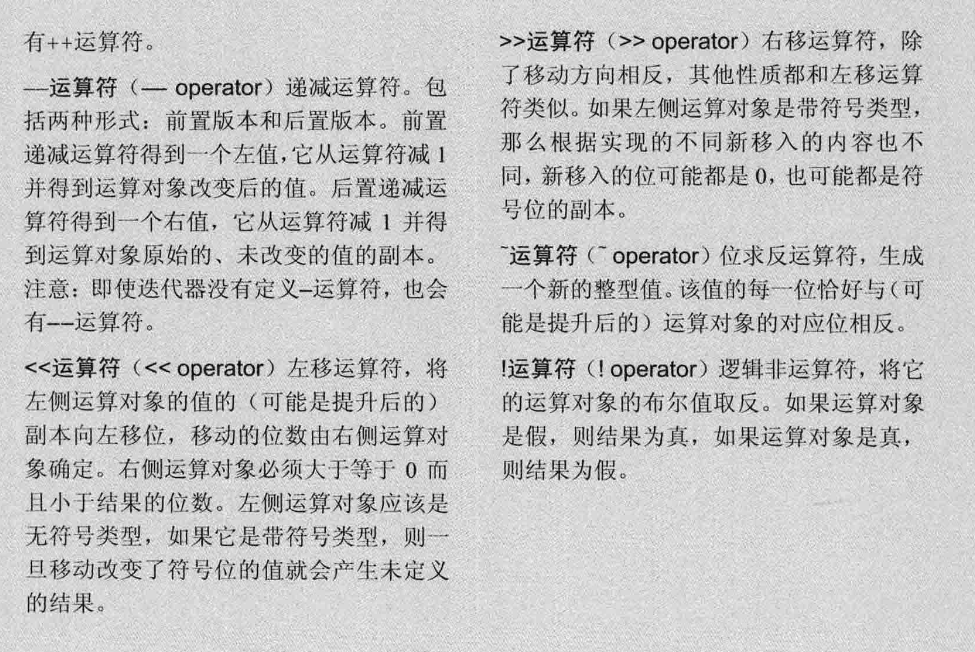 有++运算符。
--运算符（-- operator）递减运算符。包
括两种形式：前置版本和后置版本。前置
递减运算符得到一个左值，它从运算符减 1
并得到运算对象改变后的值。后置递减运
算符得到一个右值，它从运算符减 1 并得
到运算对象原始的、未改变的值的副本。
注意：即使迭代器没有定义–运算符，也会
有--运算符。
<<运算符（<< operator）左移运算符，将
左侧运算对象的值的（可能是提升后的）
副本向左移位，移动的位数由右侧运算对
象确定。右侧运算对象必须大于等于 0 而
且小于结果的位数。左侧运算对象应该是
无符号类型，如果它是带符号类型，则一
旦移动改变了符号位的值就会产生未定义
的结果。
>>运算符（>> operator）右移运算符，除
了移动方向相反，其他性质都和左移运算
符类似。如果左侧运算对象是带符号类型，
那么根据实现的不同新移入的内容也不
同，新移入的位可能都是 0，也可能都是符
号位的副本。
~运算符（~ operator）位求反运算符，生成
一个新的整型值。该值的每一位恰好与（可
能是提升后的）运算对象的对应位相反。
!运算符（! operator）逻辑非运算符，将它
的运算对象的布尔值取反。如果运算对象
是假，则结果为真，如果运算对象是真，
则结果为假。